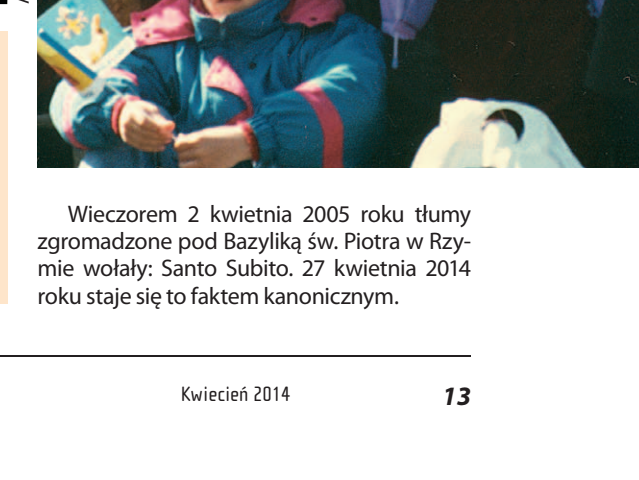 Wieczorem 2 kwietnia 2005 roku tłumy
zgromadzone pod Bazyliką św. Piotra w Rzy-
mie wołały: Santo Subito. 27 kwietnia 2014
roku staje się to faktem kanonicznym.
Kwiecień 2014
13